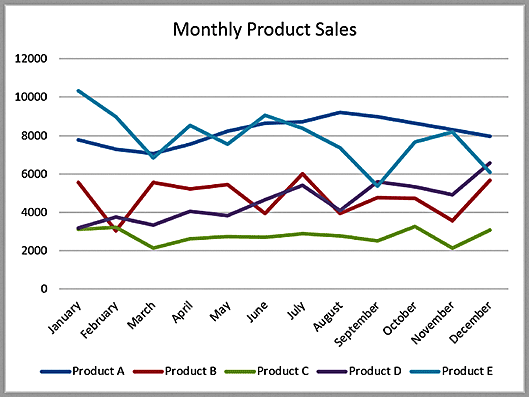 Monthly Product Sales
12000
10000
8000
6000
4000
2000
0
January February March April May June July August September October November December
Product A Product B Product C Product D Product E